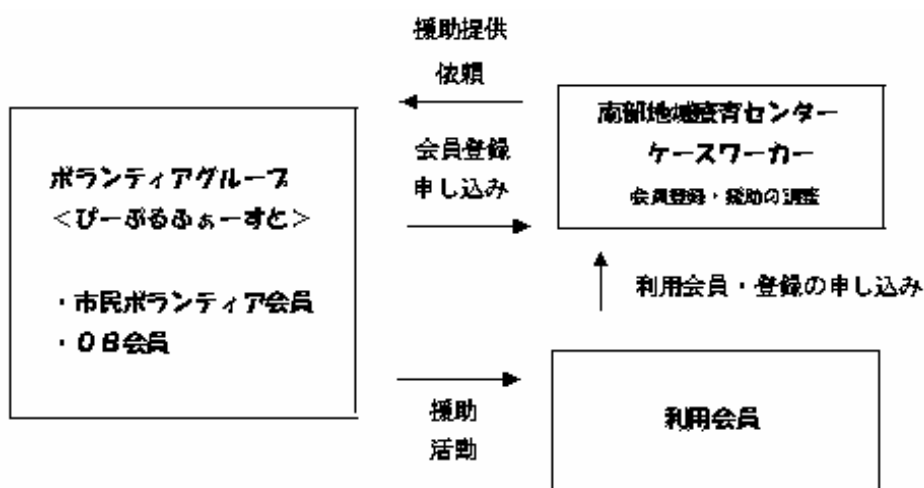 援助提供
依頼
南部地域療育センター
ケースワーカー
会員登録・援助の調整
会員登録
申し込み
ボランティアグループ
＜ぴーぷるふぁーすと＞
・市民ボランティア会員
・ＯＢ会員
利用会員・登録の申し込み
援助
活動
利用会員